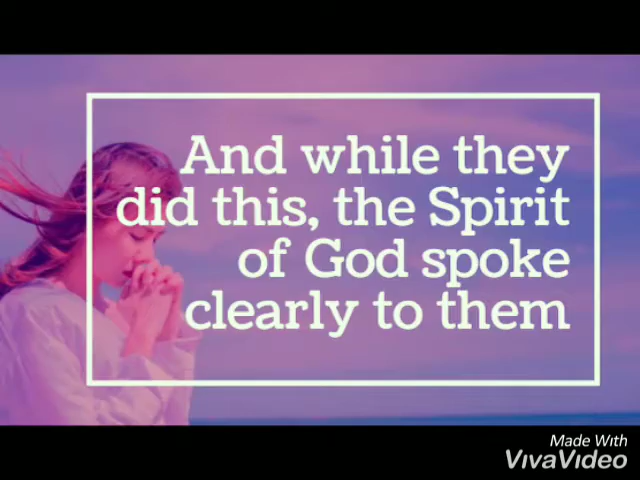 And while they
did this, the Spirit
of God spoke
clearly to them
Made With
VivaVideo